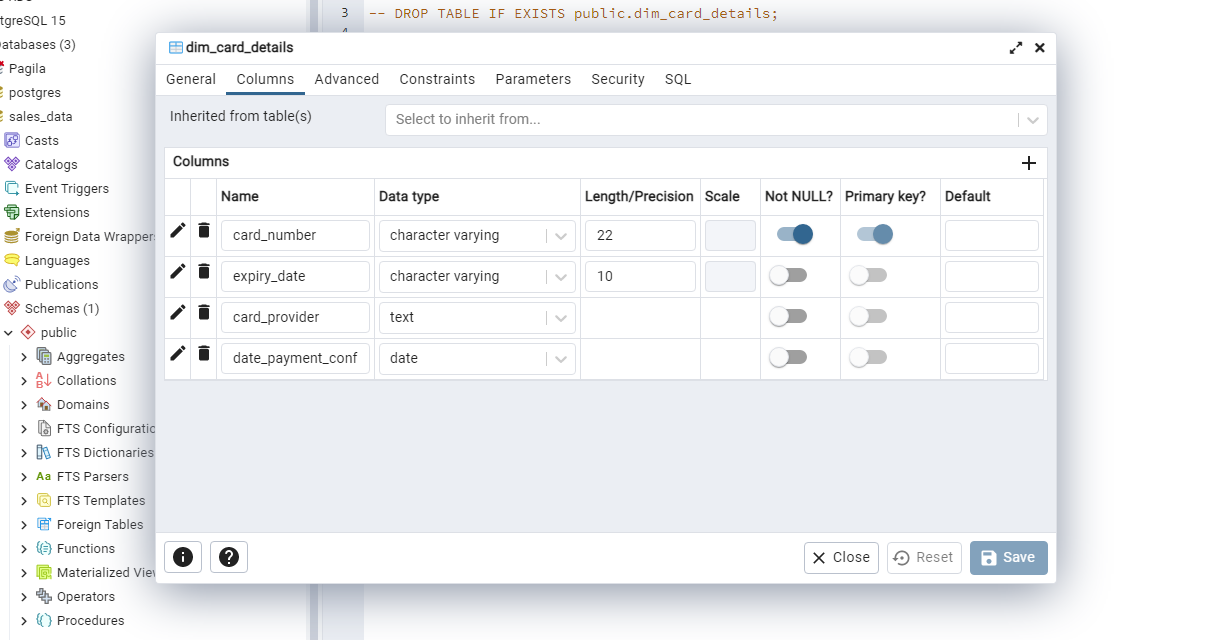 tgreSQL 15
atabases (3)
Pagila
postgres
sales_data
Casts
Catalogs
Event Triggers
Extensions
Foreign Data Wrapper
Languages
Publications
Schemas (1)
public
Aggregates
Collations
Domains
FTS Configuratio
FTS Dictionaries
Aa FTS Parsers
FTS Templates
Foreign Tables
Functions
Materialized Vie
Operators
Procedures
3 -- DROP TABLE IF EXISTS public.dim_card_details;
4
dim_card_details
General Columns Advanced Constraints Parameters Security SQL
Inherited from table(s) Select to inherit from...
Columns
Name Data type Length/Precision Scale Not NULL? Primary key? Default
card_number character varying 22
expiry_date character varying 10
card_provider text
date_payment_conf date
Close Reset Save